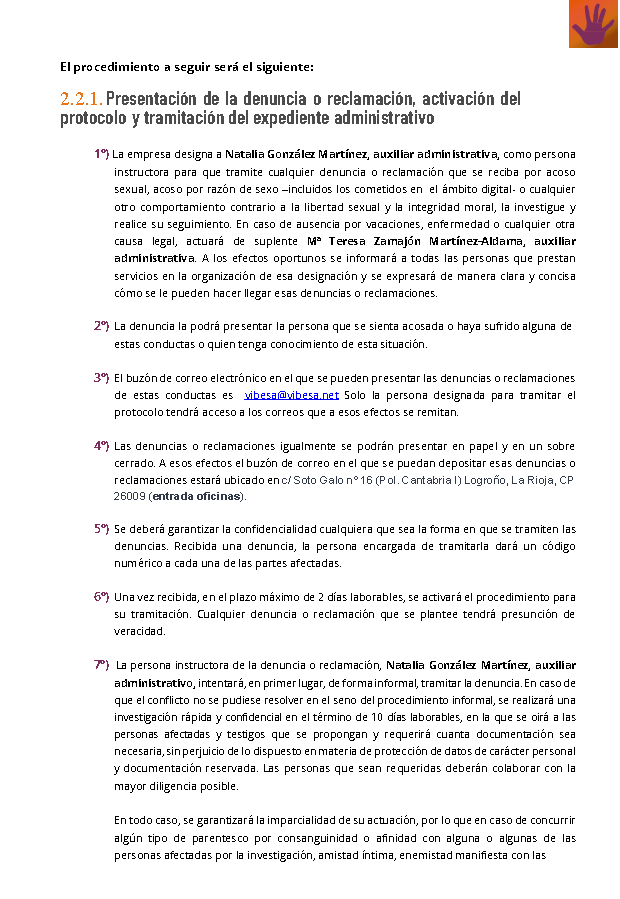 El procedimiento a seguir será el siguiente:
2.2.1. Presentación de la denuncia o reclamación, activación del
protocolo y tramitación del expediente administrativo
1º) La empresa designa a Natalia González Martínez, auxiliar administrativa, como persona
instructora para que tramite cualquier denuncia o reclamación que se reciba por acoso
sexual, acoso por razón de sexo –incluidos los cometidos en el ámbito digital- o cualquier
otro comportamiento contrario a la libertad sexual y la integridad moral, la investigue y
realice su seguimiento. En caso de ausencia por vacaciones, enfermedad o cualquier otra
causa legal, actuará de suplente Mª Teresa Zamajón Martínez-Aldama, auxiliar
administrativa. A los efectos oportunos se informará a todas las personas que prestan
servicios en la organización de esa designación y se expresará de manera clara y concisa
cómo se le pueden hacer llegar esas denuncias o reclamaciones.
2º) La denuncia la podrá presentar la persona que se sienta acosada o haya sufrido alguna de
estas conductas o quien tenga conocimiento de esta situación.
3º) El buzón de correo electrónico en el que se pueden presentar las denuncias o reclamaciones
de estas conductas es vibesa@vibesa.net Solo la persona designada para tramitar el
protocolo tendrá acceso a los correos que a esos efectos se remitan.
4º) Las denuncias o reclamaciones igualmente se podrán presentar en papel y en un sobre
cerrado. A esos efectos el buzón de correo en el que se puedan depositar esas denuncias o
reclamaciones estará ubicado en c/ Soto Galo nº 16 (Pol. Cantabria I) Logroño, La Rioja, CP
26009 (entrada oficinas).
5º) Se deberá garantizar la confidencialidad cualquiera que sea la forma en que se tramiten las
denuncias. Recibida una denuncia, la persona encargada de tramitarla dará un código
numérico a cada una de las partes afectadas.
6º) Una vez recibida, en el plazo máximo de 2 días laborables, se activará el procedimiento para
su tramitación. Cualquier denuncia o reclamación que se plantee tendrá presunción de
veracidad.
7º) La persona instructora de la denuncia o reclamación, Natalia González Martínez, auxiliar
administrativo, intentará, en primer lugar, de forma informal, tramitar la denuncia. En caso de
que el conflicto no se pudiese resolver en el seno del procedimiento informal, se realizará una
investigación rápida y confidencial en el término de 10 días laborables, en la que se oirá a las
personas afectadas y testigos que se propongan y requerirá cuanta documentación sea
necesaria, sin perjuicio de lo dispuesto en materia de protección de datos de carácter personal
y documentación reservada. Las personas que sean requeridas deberán colaborar con la
mayor diligencia posible.
En todo caso, se garantizará la imparcialidad de su actuación, por lo que en caso de concurrir
algún tipo de parentesco por consanguinidad o afinidad con alguna o algunas de las
personas afectadas por la investigación, amistad íntima, enemistad manifiesta con las